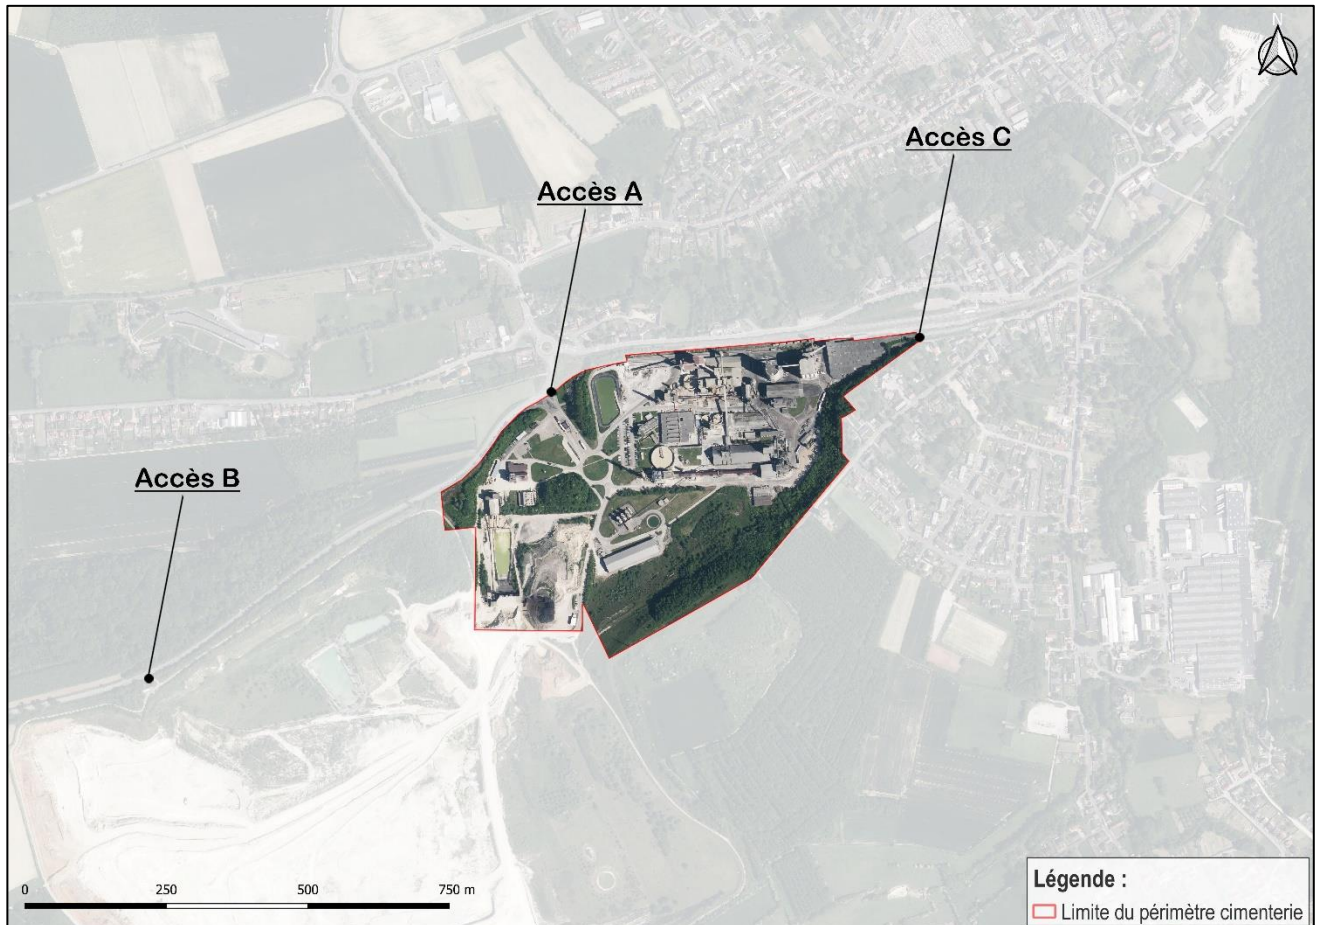 N
Accès C
Accès A
Accès B
0 250 500 750 m
Légende :
Limite du périmètre cimenterie